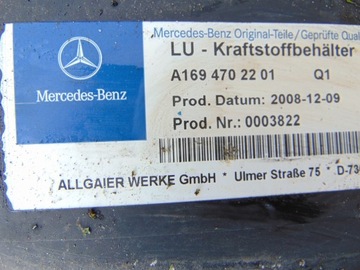 Mercedes-Benz Original-Teile/Geprüfte
LU - Kraftstoffbehälter
A169 470 22 01 Q1
Mercedes-Benz
Prod. Datum: 2008-12-09
Prod. Nr.: 0003822
ALLGAIER WERKE GmbH * Ulmer Straße 75 * D-73